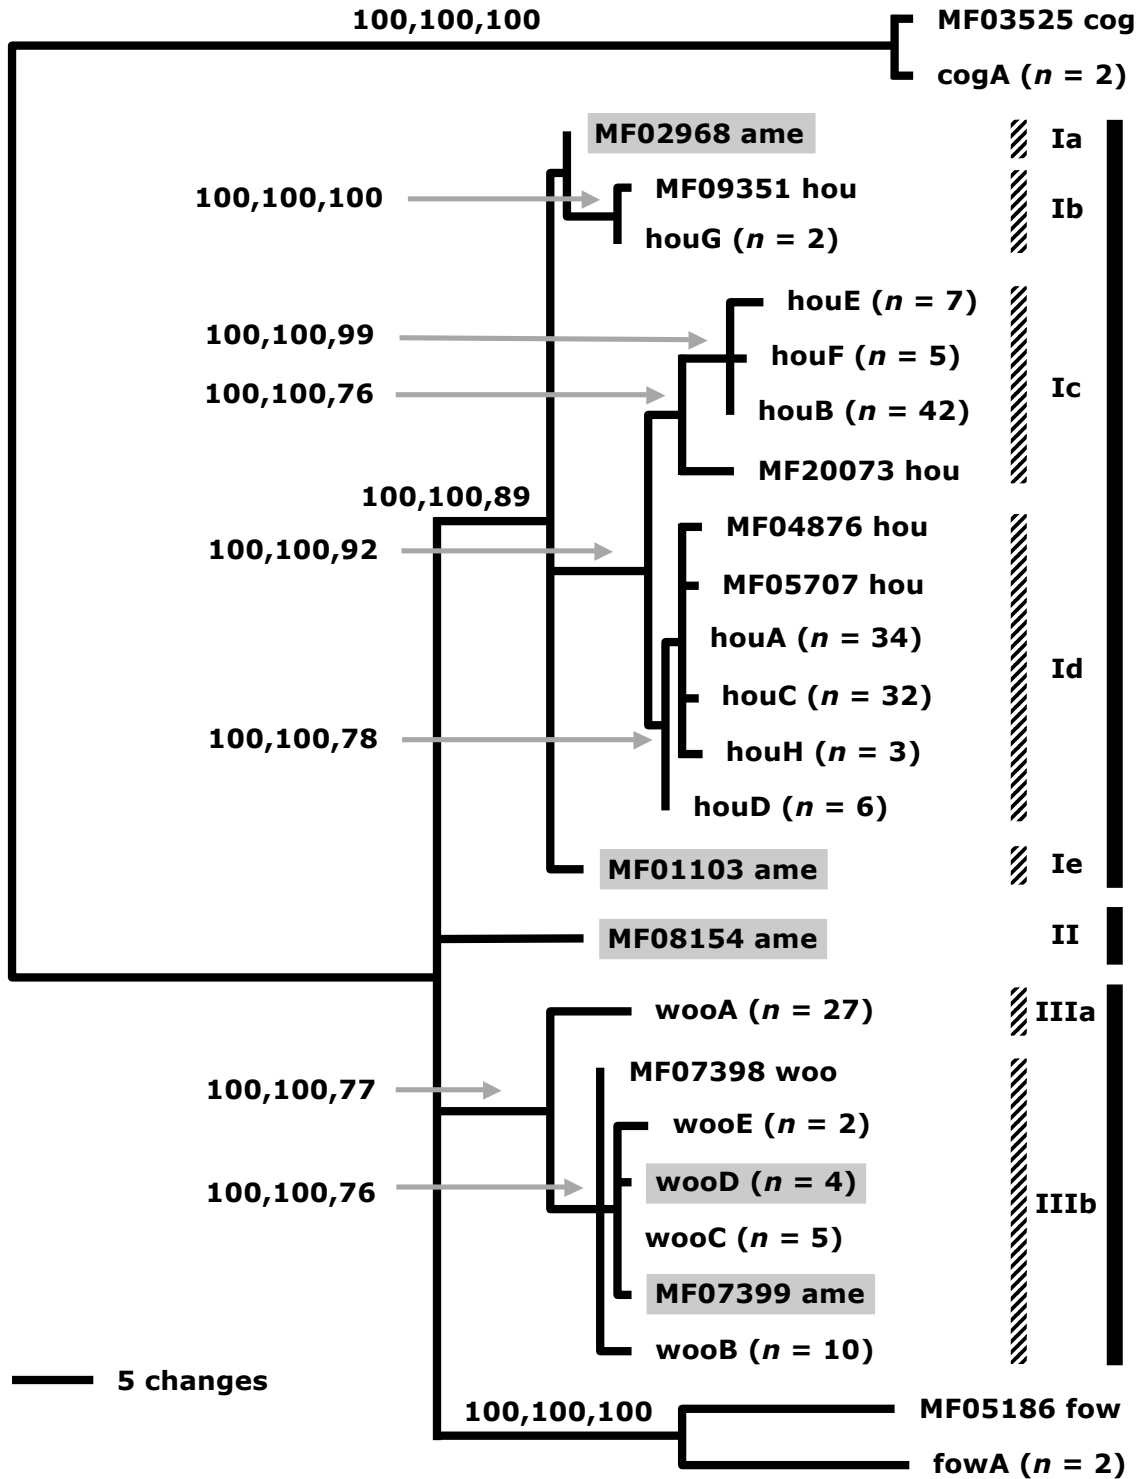 100,100,100
MF03525 cog
cogA (n = 2)
MF02968 ame
Ia
100,100,100
MF09351 hou
Ib
houG (n = 2)
houE (n = 7)
100,100,99
houF (n = 5)
100,100,76
Ic
houB (n = 42)
MF20073 hou
100,100,89
MF04876 hou
100,100,92
MF05707 hou
houA (n = 34)
Id
houC (n = 32)
100,100,78
houH (n = 3)
houD (n = 6)
MF01103 ame
Ie
MF08154 ame
II
wooA (n = 27)
IIIa
MF07398 woo
100,100,77
wooE (n = 2)
wooD (n = 4)
100,100,76
IIIb
wooC (n = 5)
MF07399 ame
wooB (n = 10)
5 changes
100,100,100
MF05186 fow
fowA (n = 2)